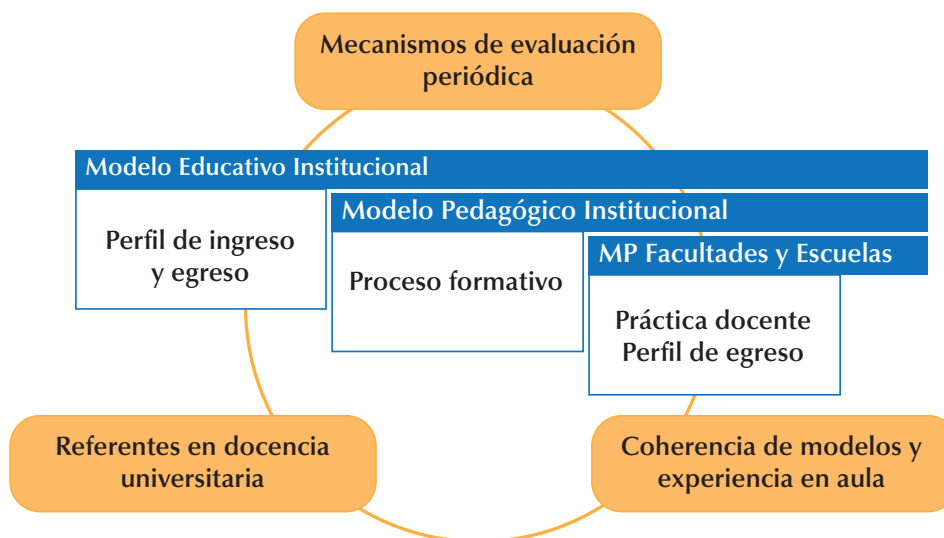 Mecanismos de evaluación
periódica
Modelo Educativo Institucional
Perfil de ingreso
y egreso
Modelo Pedagógico Institucional
Proceso formativo
MP Facultades y Escuelas
Práctica docente
Perfil de egreso
Referentes en docencia
universitaria
Coherencia de modelos y
experiencia en aula